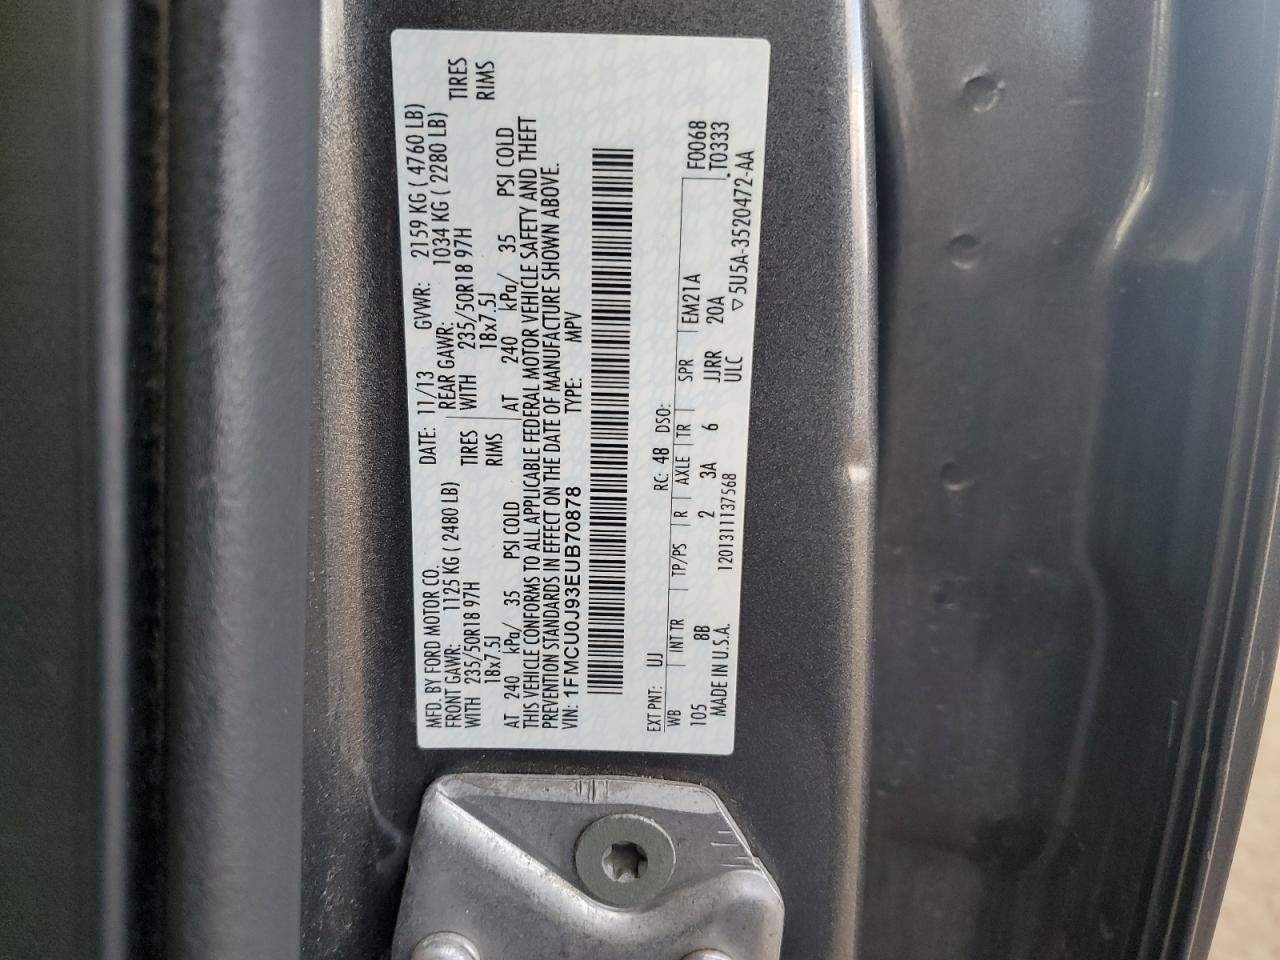 MFD. BY FORD MOTOR CO. DATE: 11/13 GVWR: 2159 KG ( 4760 LB)
FRONT GAWR: 1125 KG ( 2480 LB) REAR GAWR: 1034 KG ( 2280 LB)
WITH 235/50R18 97H TIRES WITH 235/50R18 97H TIRES
18x7.5J RIMS 18x7.5J RIMS
AT 240 kPa/ 35 PSI COLD AT 240 kPa/ 35 PSI COLD
THIS VEHICLE CONFORMS TO ALL APPLICABLE FEDERAL MOTOR VEHICLE SAFETY AND THEFT
PREVENTION STANDARDS IN EFFECT ON THE DATE OF MANUFACTURE SHOWN ABOVE.
VIN: 1FMCU0J93EUB70878 TYPE: MPV
EXT PNT: UJ RC: 48 DSO:
WB INT TR TP/PS R AXLE TR SPR EM21A F0068
105 8B 2 3A 6 JJRR 20A T0333
MADE IN U.S.A. 1201311137568 ULC ▽5U5A-3520472-AA